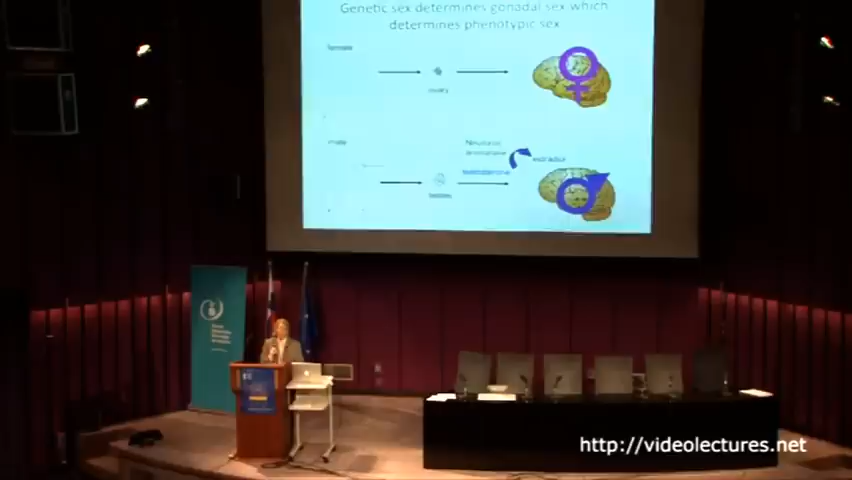 Genetic sex determines gonadal sex which
determines phenotypic sex
female
ovary
male
Neuronal
aromatase
estradiol
testosterone
testes
http://videolectures.net